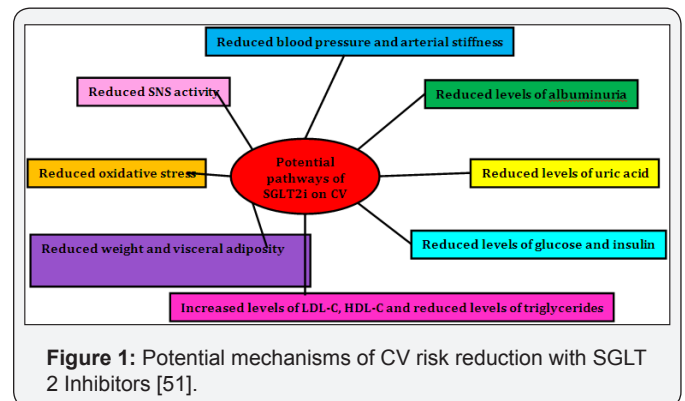 Reduced blood pressure and arterial stiffness
Reduced SNS activity
Reduced levels of albuminuria
Potential
pathways of
SGLT2i on CV
Reduced oxidative stress
Reduced levels of uric acid
Reduced weight and visceral adiposity
Reduced levels of glucose and insulin
Increased levels of LDL-C, HDL-C and reduced levels of triglycerides
Figure 1: Potential mechanisms of CV risk reduction with SGLT
2 Inhibitors [51].